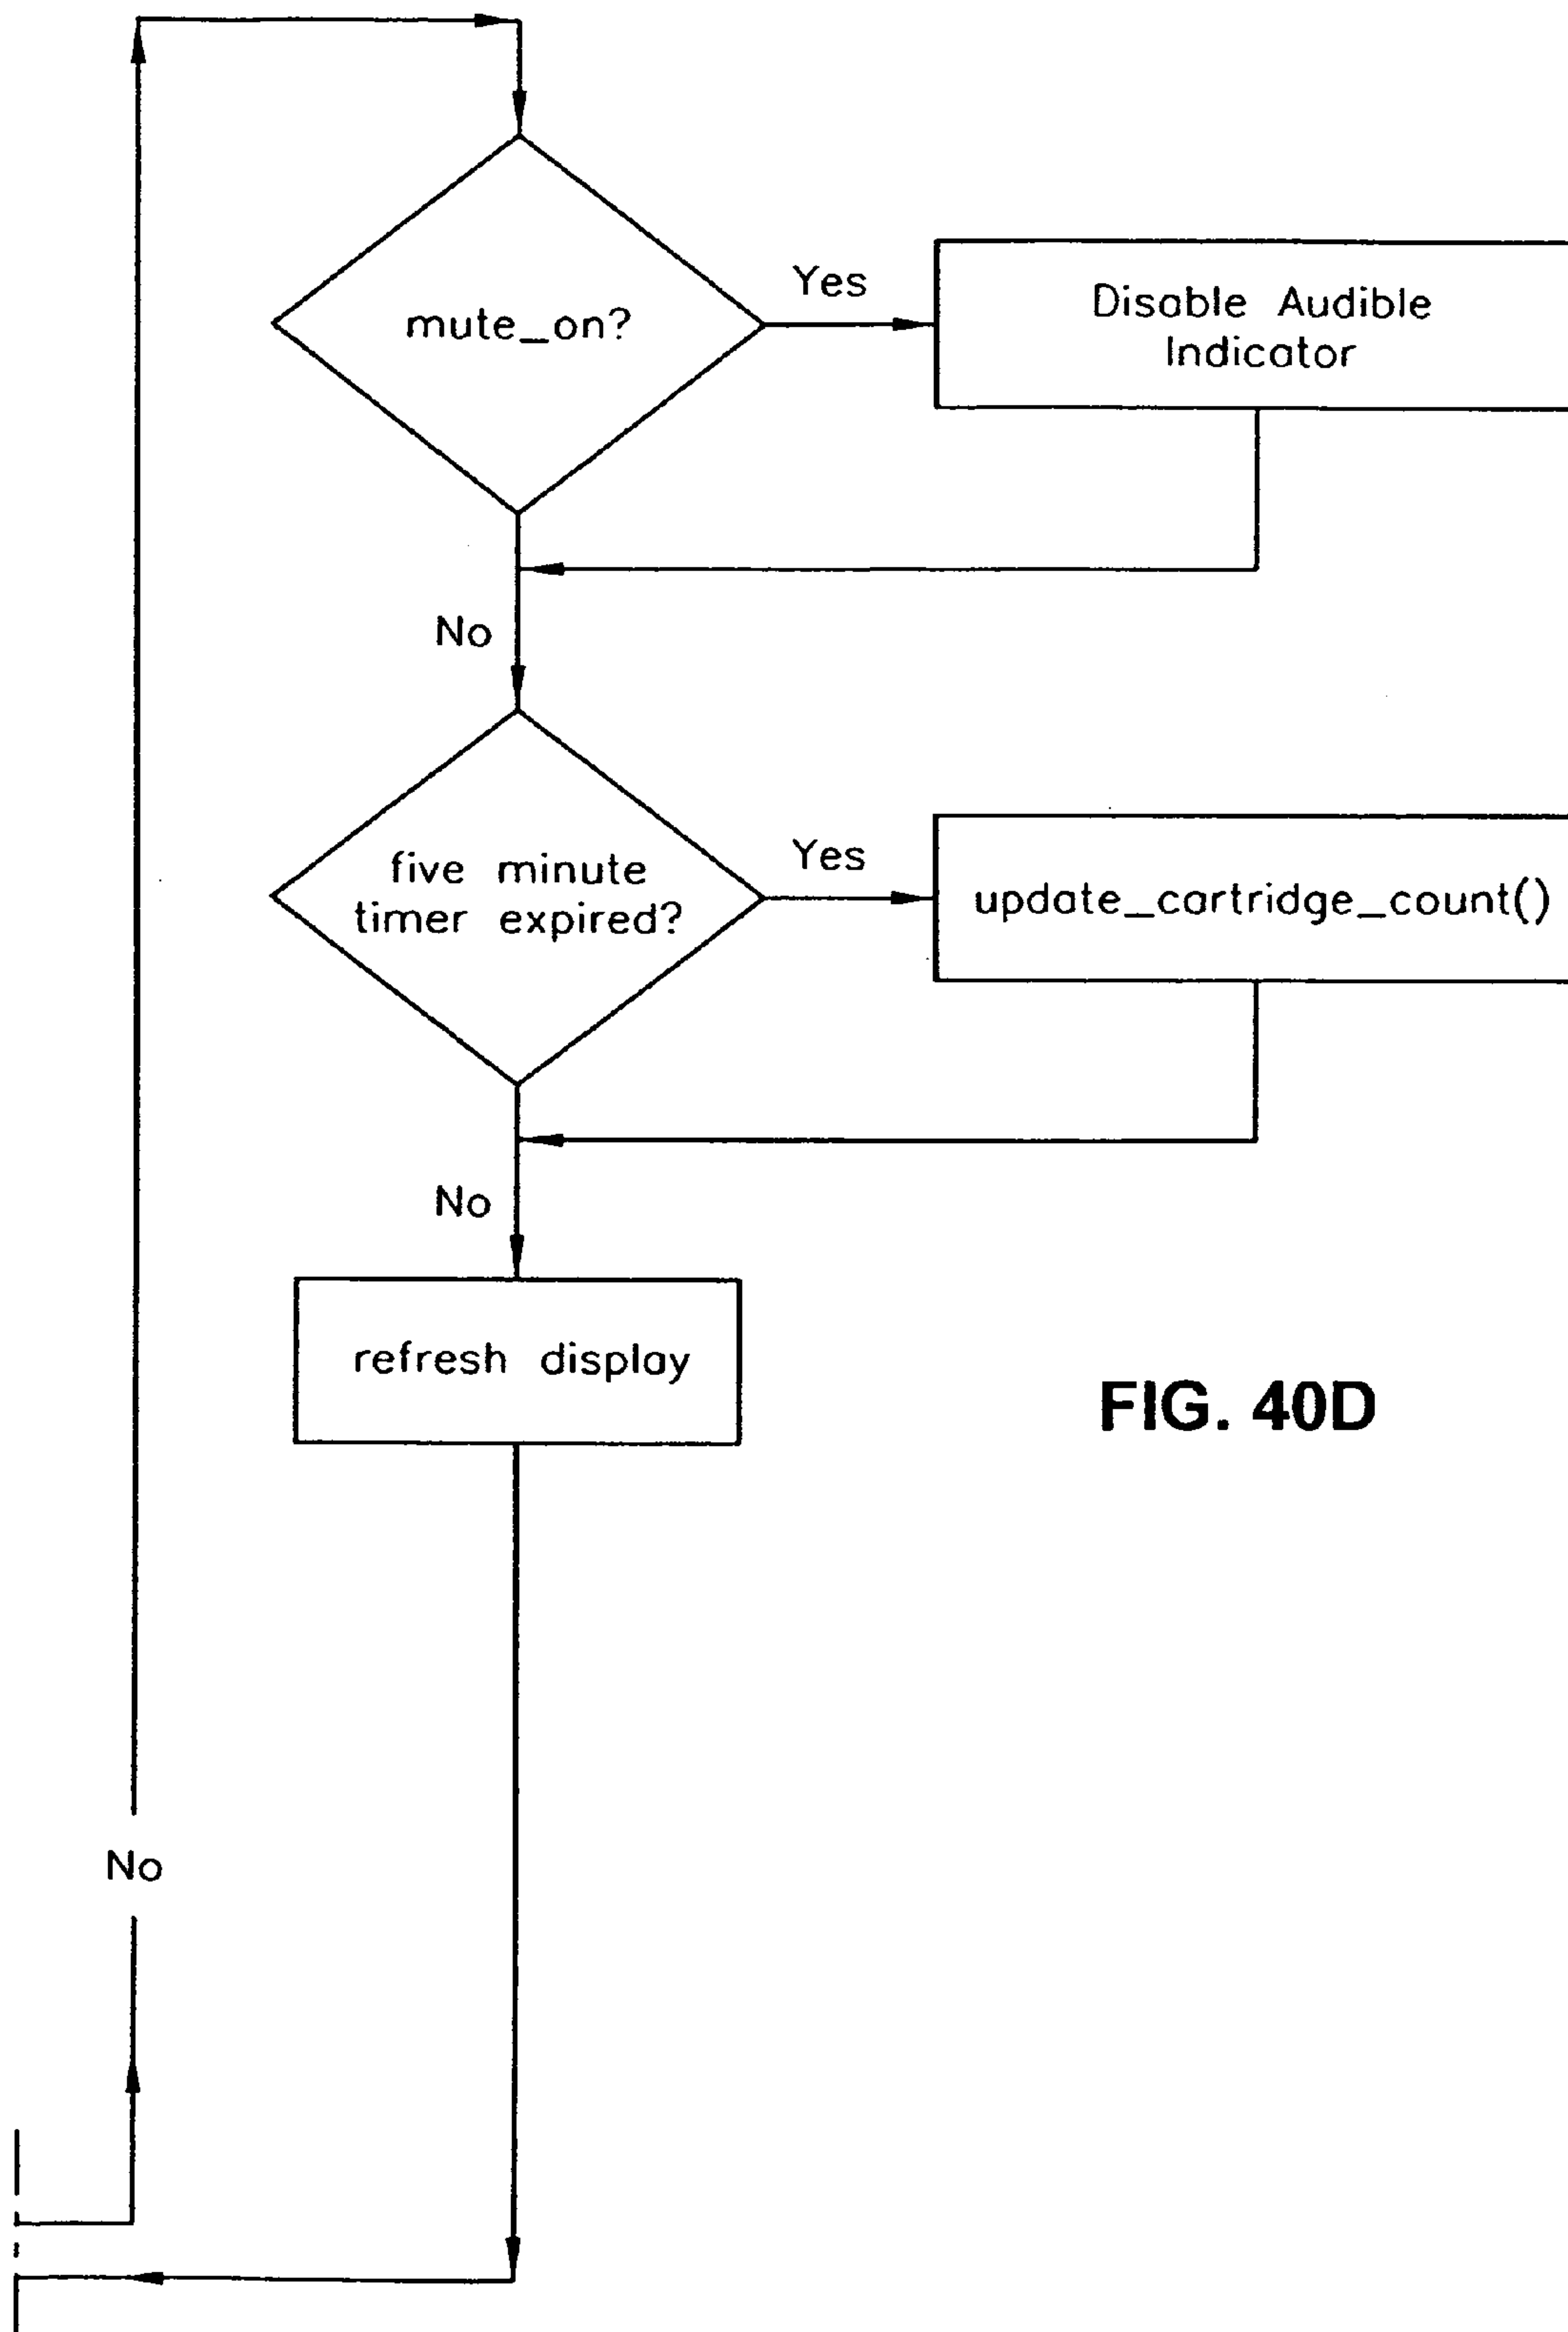 mute_on?
Yes
Disable Audible
Indicator
No
five minute
timer expired?
Yes
update_cartridge_count()
No
refresh display
FIG. 40D
No